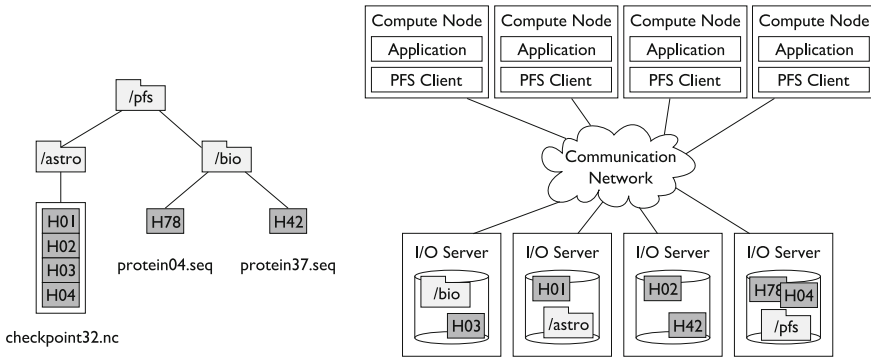 /pfs
/astro
/bio
H01
H02
H03
H04
H78
H42
protein04.seq
protein37.seq
checkpoint32.nc
Compute Node
Application
PFS Client
Compute Node
Application
PFS Client
Compute Node
Application
PFS Client
Compute Node
Application
PFS Client
Communication
Network
I/O Server
/bio
H03
I/O Server
H01
/astro
I/O Server
H02
H42
I/O Server
H78
H04
/pfs